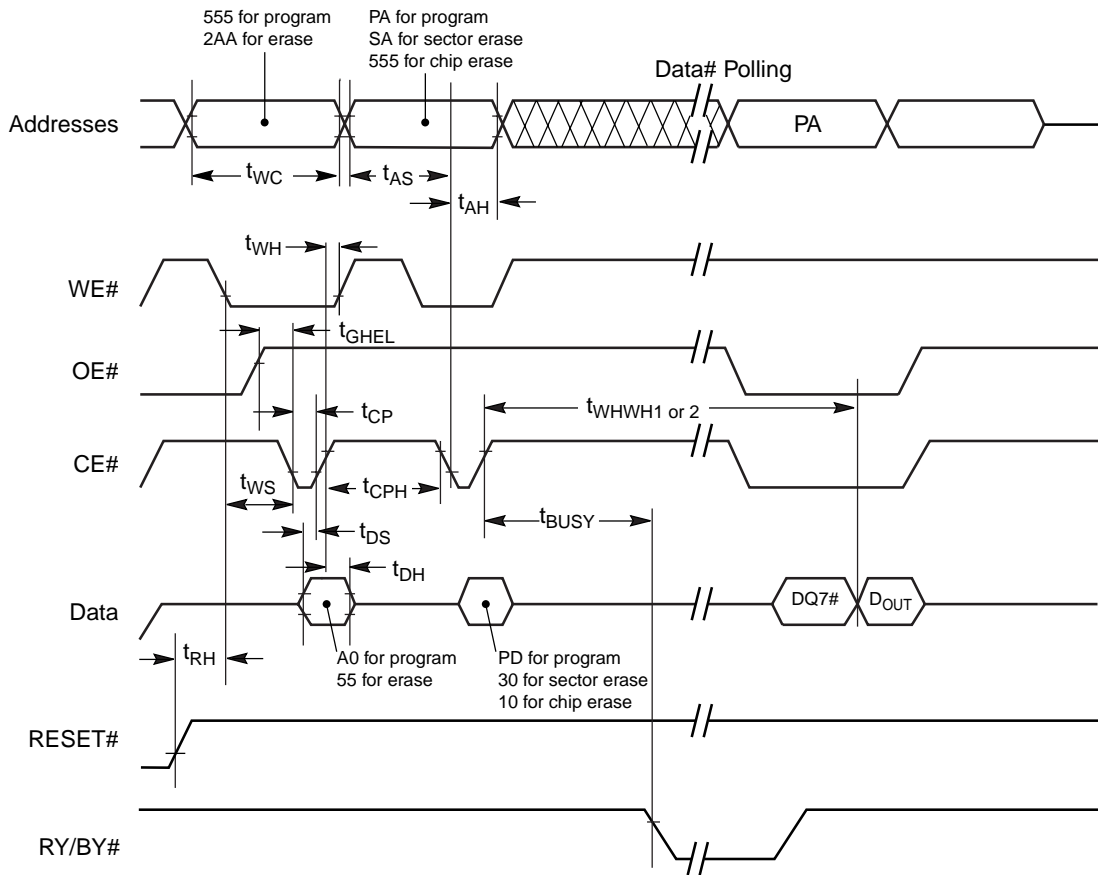 555 for program
2AA for erase
PA for program
SA for sector erase
555 for chip erase
Data# Polling
Addresses
PA
tWC
tAS
tAH
tWH
WE#
tGHEL
OE#
tWHWH1 or 2
tCP
CE#
tWS
tCPH
tBUSY
tDS
tDH
Data
DQ7#
DOUT
tRH
A0 for program
55 for erase
PD for program
30 for sector erase
10 for chip erase
RESET#
RY/BY#